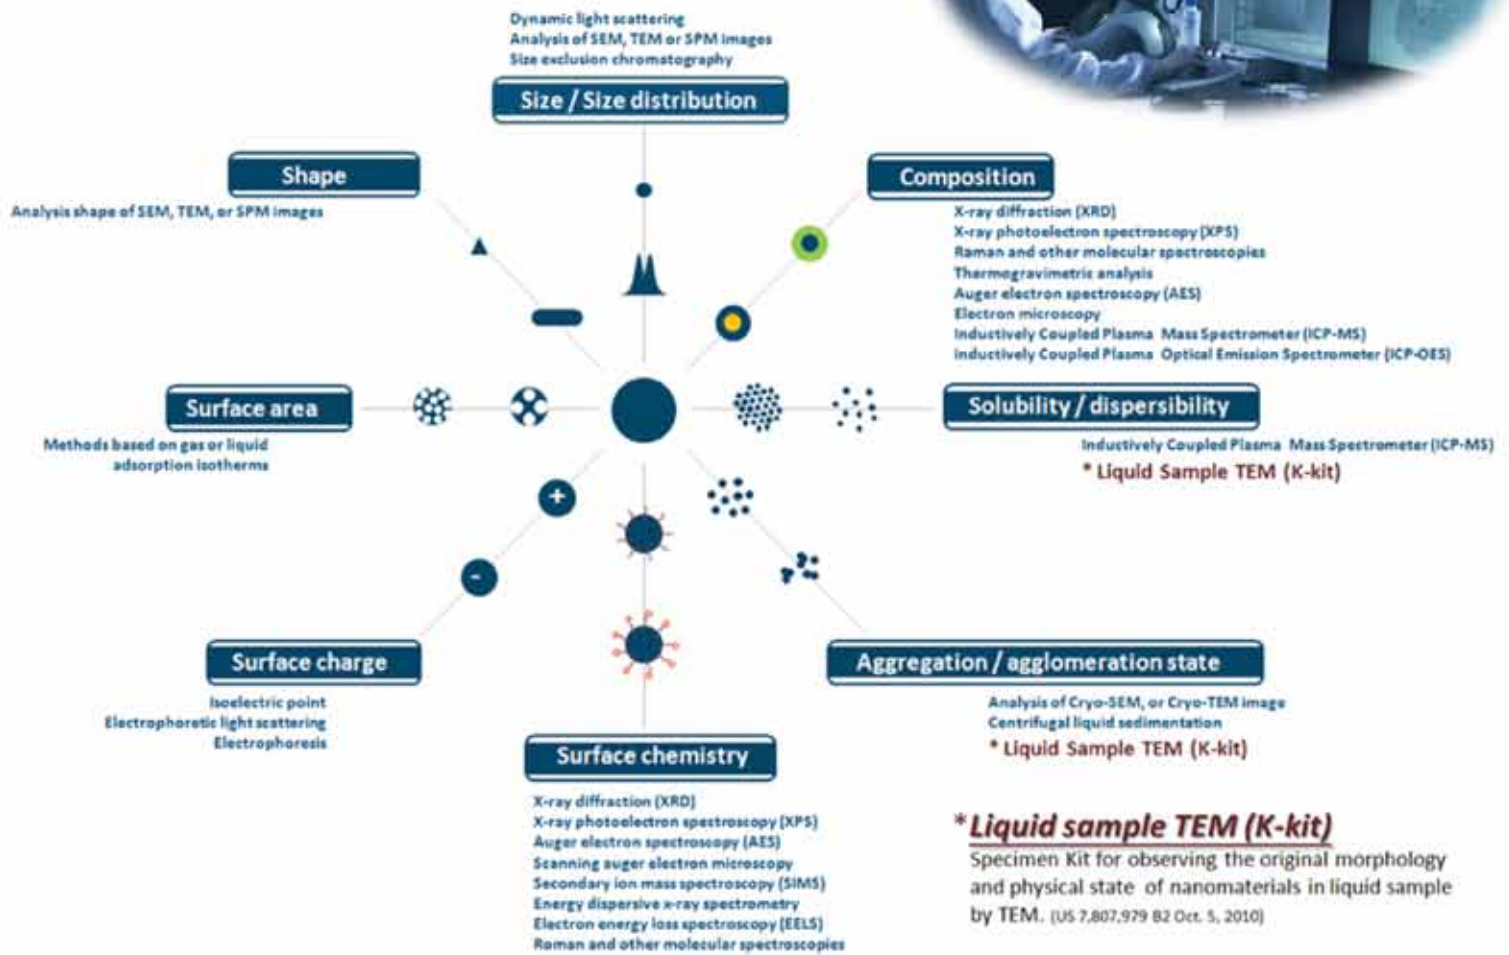 Dynamic light scattering
Analysis of SEM, TEM or SPM images
Size exclusion chromatography
Size / Size distribution
Shape
Analysis shape of SEM, TEM, or SPM images
Composition
X-ray diffraction (XRD)
X-ray photoelectron spectroscopy (XPS)
Raman and other molecular spectroscopies
Thermogravimetric analysis
Auger electron spectroscopy (AES)
Electron microscopy
Inductively Coupled Plasma Mass Spectrometer (ICP-MS)
Inductively Coupled Plasma Optical Emission Spectrometer (ICP-OES)
Surface area
Methods based on gas or liquid
adsorption isotherms
Solubility / dispersibility
Inductively Coupled Plasma Mass Spectrometer (ICP-MS)
* Liquid Sample TEM (K-kit)
+
-
Surface charge
Isoelectric point
Electrophoretic light scattering
Electrophoresis
Aggregation / agglomeration state
Analysis of Cryo-SEM, or Cryo-TEM image
Centrifugal liquid sedimentation
* Liquid Sample TEM (K-kit)
Surface chemistry
X-ray diffraction (XRD)
X-ray photoelectron spectroscopy (XPS)
Auger electron spectroscopy (AES)
Scanning auger electron microscopy
Secondary ion mass spectroscopy (SIMS)
Energy dispersive x-ray spectrometry
Electron energy loss spectroscopy (EELS)
Raman and other molecular spectroscopies
*Liquid sample TEM (K-kit)
Specimen Kit for observing the original morphology
and physical state of nanomaterials in liquid sample
by TEM. (US 7,807,979 B2 Oct. 5, 2010)